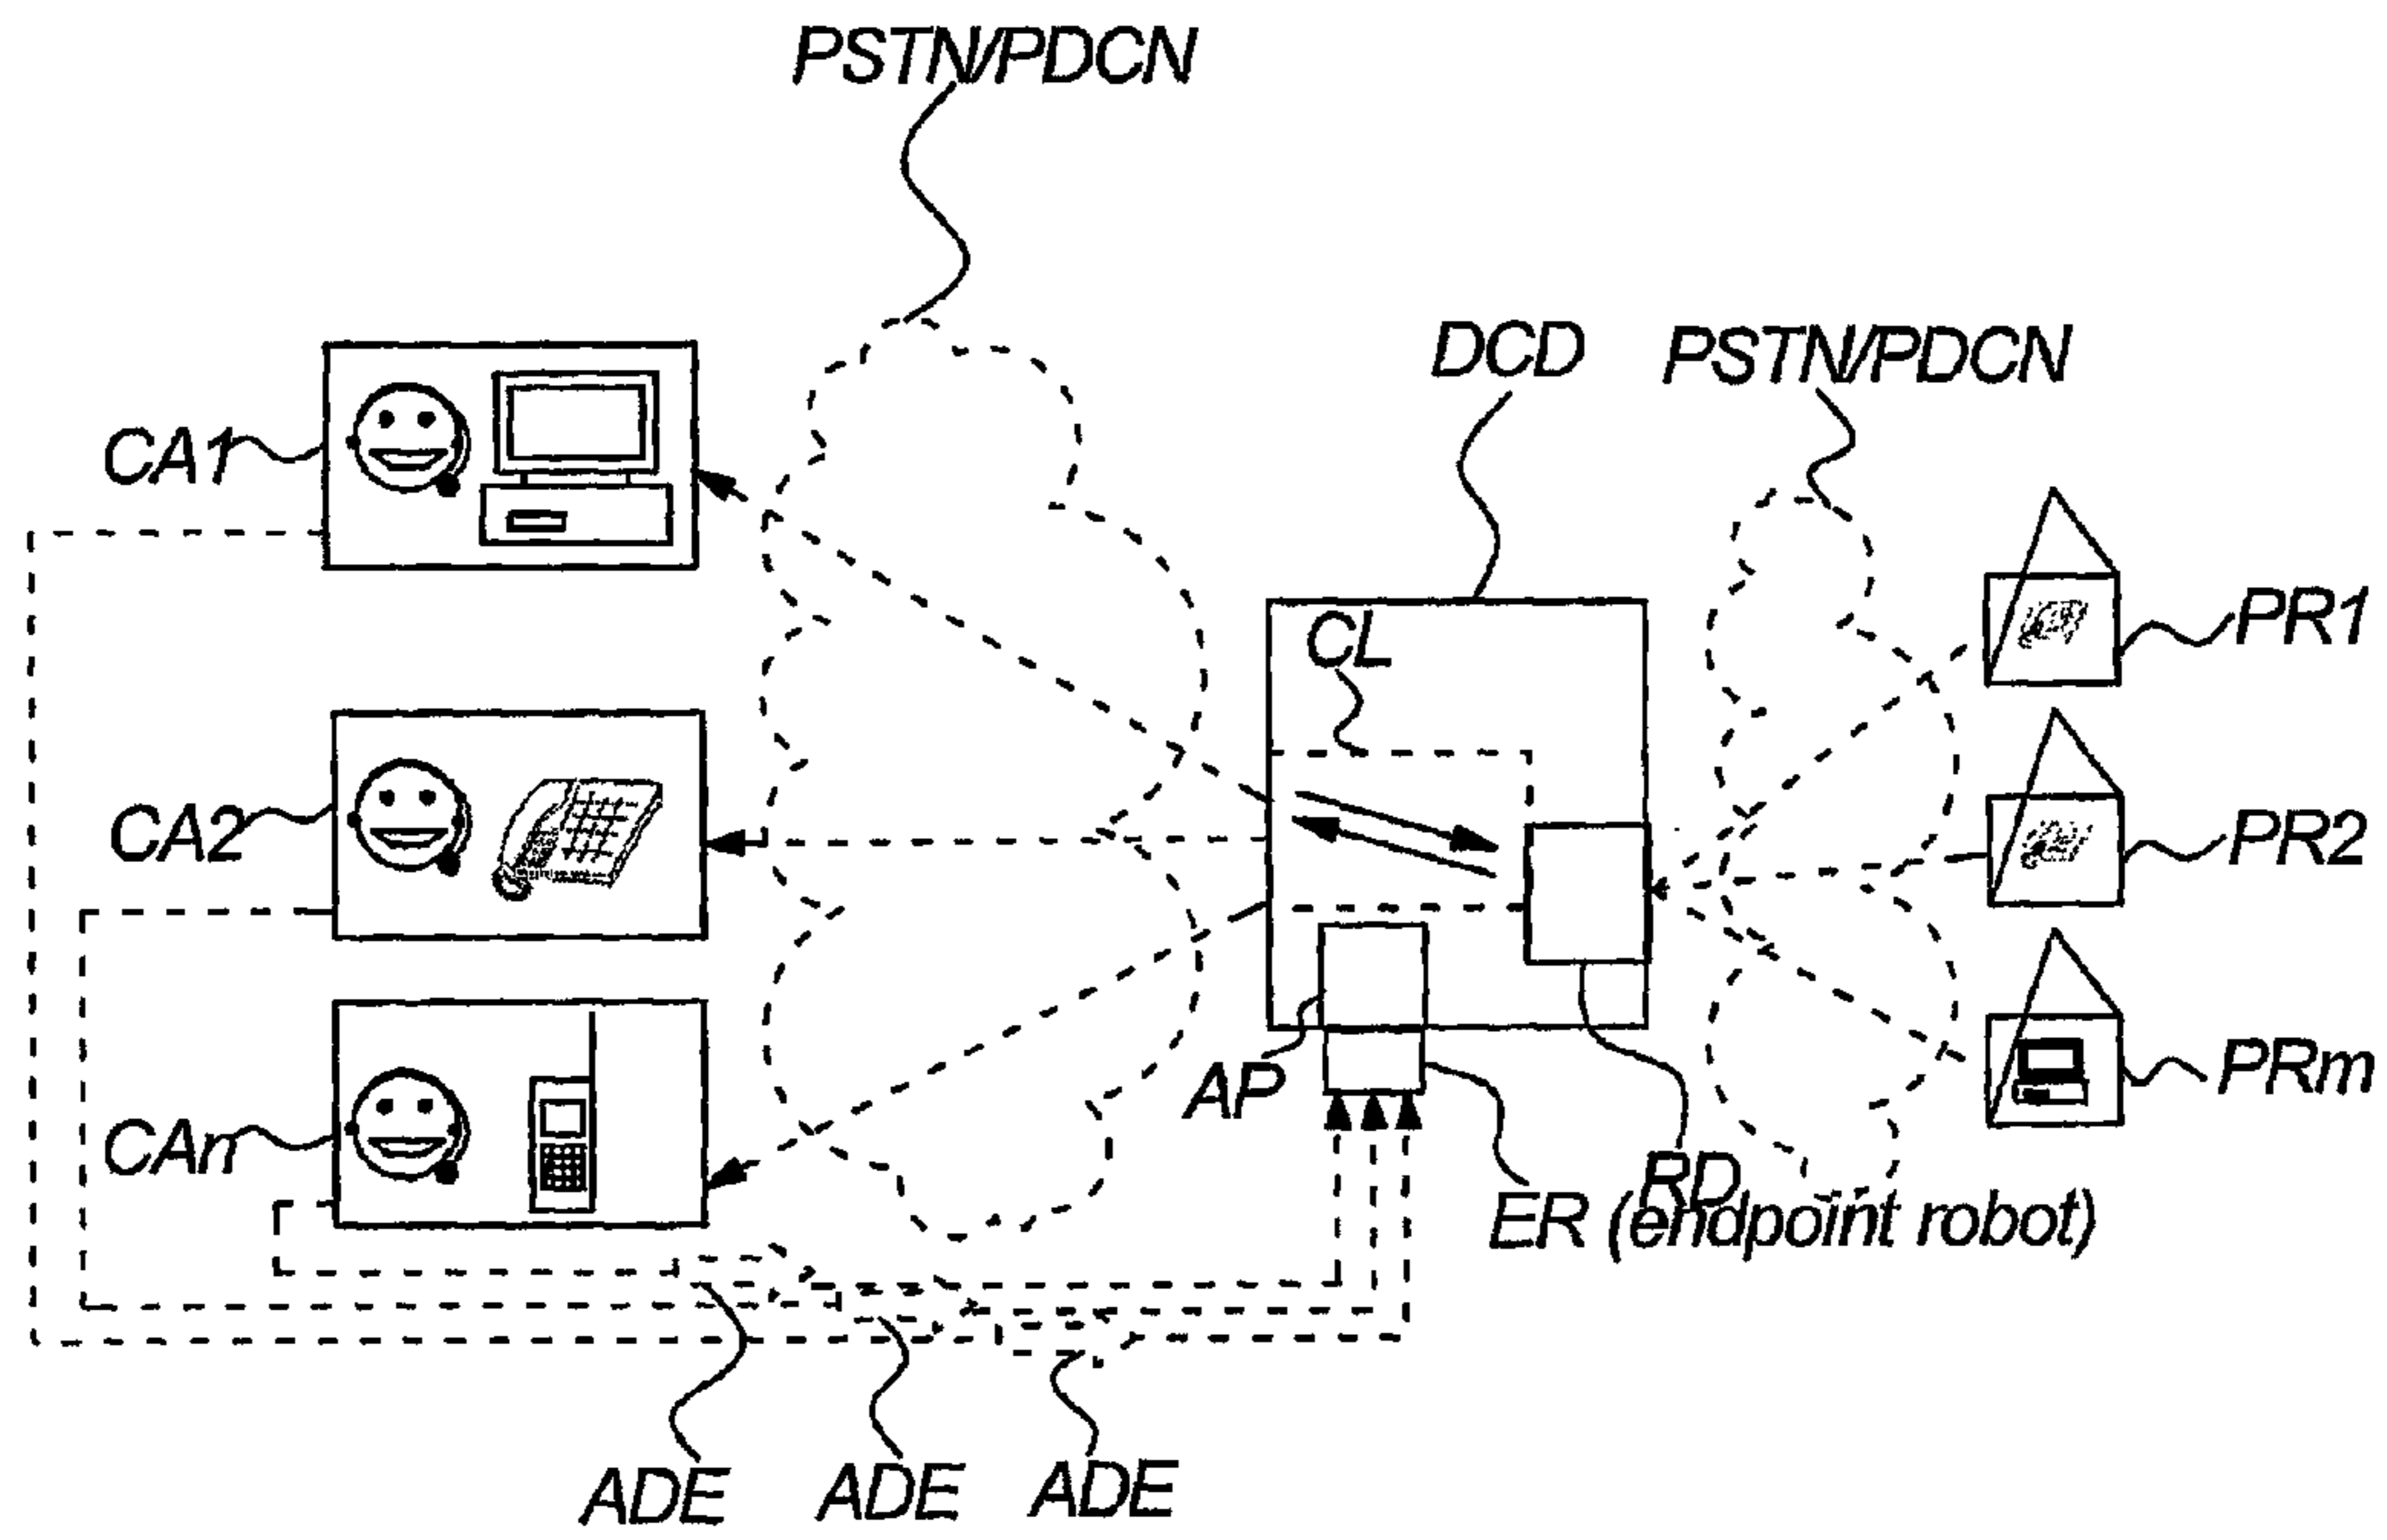 PSTN/PDCN
DCD
PSTN/PDCN
CA1
CL
PR1
CA2
PR2
AP
PRm
CAn
RD
ER (endpoint robot)
ADE
ADE
ADE